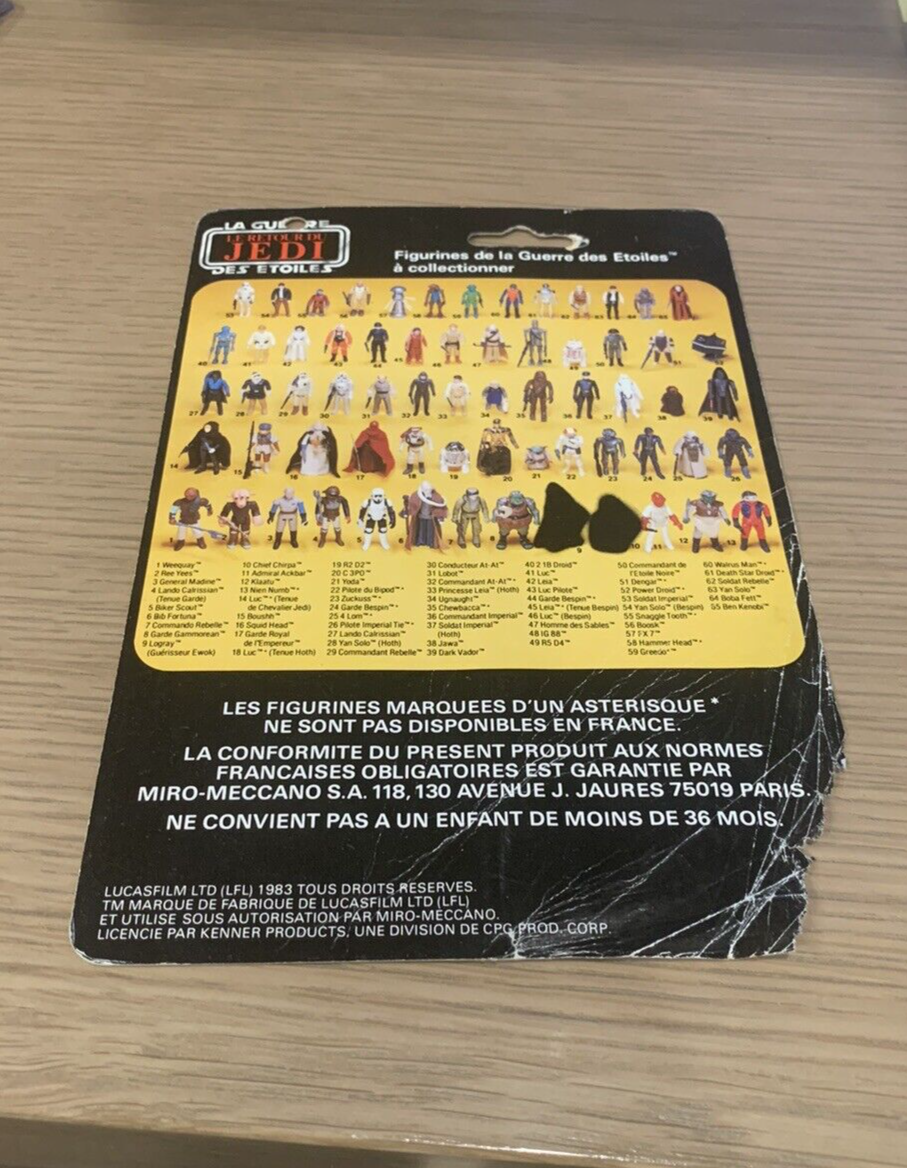 LA GUERRE
LE RETOUR DU
JEDI
DES ETOILES
Figurines de la Guerre des Etoiles™
à collectionner
1 Weequay™
2 Ree Yees™
3 General Madine™
4 Lando Calrissian™
(Tenue Garde)
5 Biker Scout™
6 Bib Fortuna™
7 Commando Rebelle™
8 Garde Gammorean™
9 Logray™
(Guérisseur Ewok)
10 Chief Chirpa™
11 Admiral Ackbar™
12 Klaatu™
13 Nien Numb™*
14 Luc™* (Tenue
de Chevalier Jedi)
15 Boushh™
16 Squid Head™
17 Garde Royal
de l'Empereur™
18 Luc™* (Tenue Hoth)
19 R2 D2™
20 C 3PO™
21 Yoda™
22 Pilote du Bipod™*
23 Zuckuss™*
24 Garde Bespin™*
25 4 Lom™*
26 Pilote Imperial Tie™*
27 Lando Calrissian™
28 Yan Solo™ (Hoth)
29 Commandant Rebelle™
30 Conducteur At-At™
31 Lobot™
32 Commandant At-At™*
33 Princesse Leia™ (Hoth)
34 Ugnaught™
35 Chewbacca™
36 Commandant Imperial™
37 Soldat Impérial™
(Hoth)
38 Jawa™
39 Dark Vador™
40 2 1B Droid™
41 Luc™
42 Leia™
43 Luc Pilote™
44 Garde Bespin™
45 Leia™* (Tenue Bespin)
46 Luc™ (Bespin)
47 Homme des Sables™
48 IG 88™
49 R5 D4™
50 Commandant de
l'Etoile Noire™
51 Dengar™*
52 Power Droid™
53 Soldat Imperial™
54 Yan Solo™ (Bespin)
55 Snaggle Tooth™
56 Bossk™
57 FX 7™
58 Hammer Head™*
59 Greedo™
60 Walrus Man™
61 Death Star Droid™
62 Soldat Rebelle™
63 Yan Solo™
64 Boba Fett™
65 Ben Kenobi™
LES FIGURINES MARQUEES D'UN ASTERISQUE *
NE SONT PAS DISPONIBLES EN FRANCE.
LA CONFORMITE DU PRESENT PRODUIT AUX NORMES
FRANCAISES OBLIGATOIRES EST GARANTIE PAR
MIRO-MECCANO S.A. 118, 130 AVENUE J. JAURES 75019 PARIS.
NE CONVIENT PAS A UN ENFANT DE MOINS DE 36 MOIS.
LUCASFILM LTD (LFL) 1983 TOUS DROITS RESERVES.
TM MARQUE DE FABRIQUE DE LUCASFILM LTD (LFL)
ET UTILISE SOUS AUTORISATION PAR MIRO-MECCANO.
LICENCIE PAR KENNER PRODUCTS, UNE DIVISION DE CPG PROD. CORP.